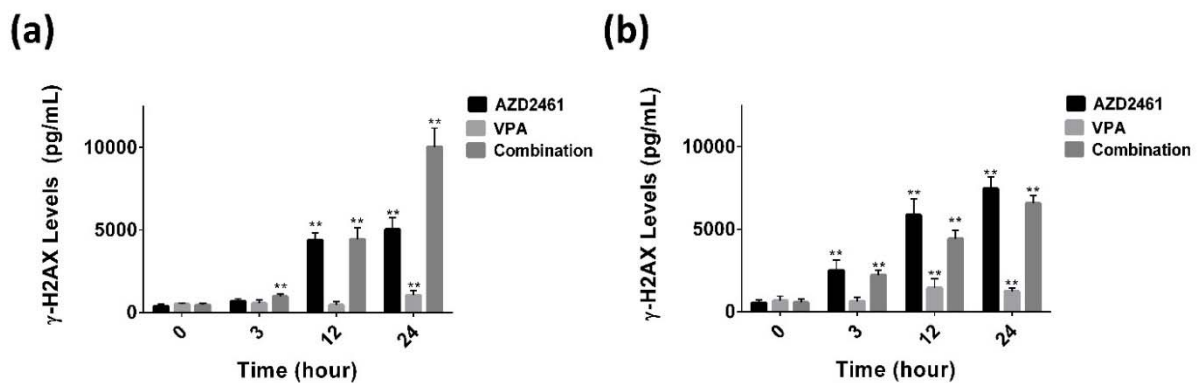 (a)
γ-H2AX Levels (pg/mL)
10000
5000
0
**
**
**
**
**
**
0
3
12
24
Time (hour)
AZD2461
VPA
Combination
(b)
γ-H2AX Levels (pg/mL)
10000
5000
0
**
**
**
**
**
**
**
**
0
3
12
24
Time (hour)
AZD2461
VPA
Combination